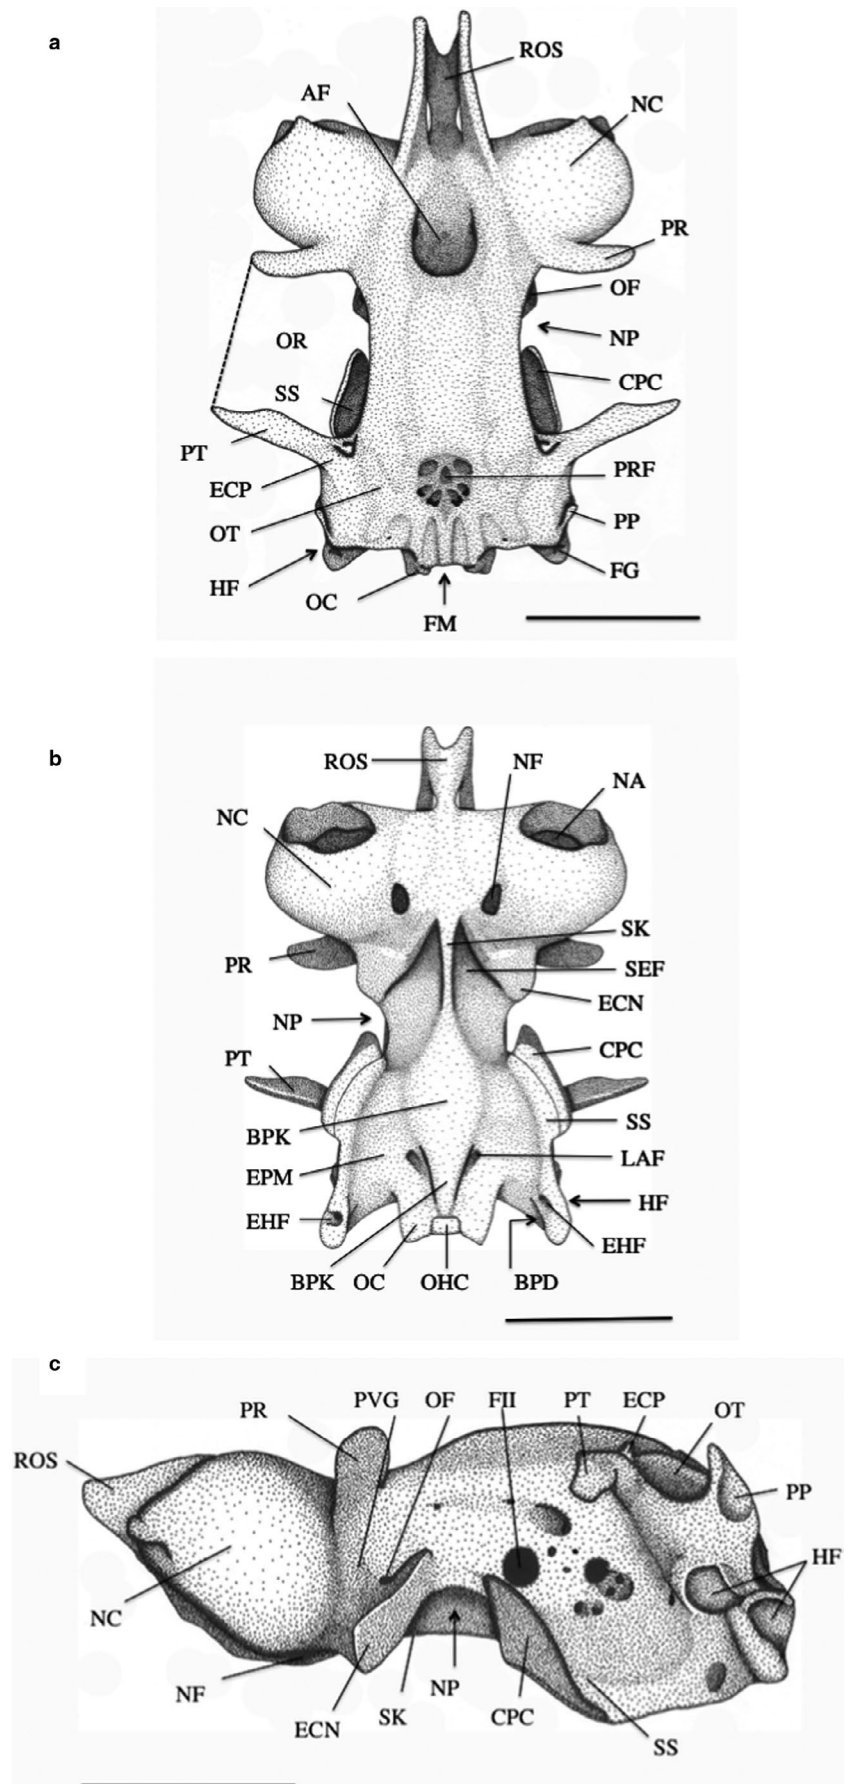 a
ROS
AF
NC
PR
OF
OR
NP
CPC
SS
PT
PRF
ECP
PP
OT
FG
HF
OC
FM
b
ROS
NF
NA
NC
SK
PR
SEF
ECN
NP
CPC
PT
SS
BPK
LAF
EPM
HF
EHF
EHF
BPK OC OHC BPD
c
PR PVG OF FII PT ECP OT
ROS
PP
HF
NC
NF
NP
ECN SK CPC
SS